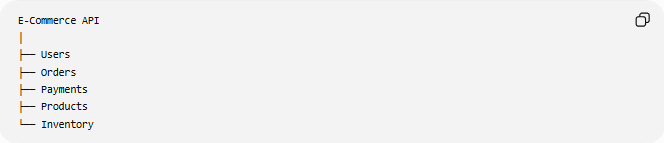 E-Commerce API
│
├── Users
├── Orders
├── Payments
├── Products
└── Inventory